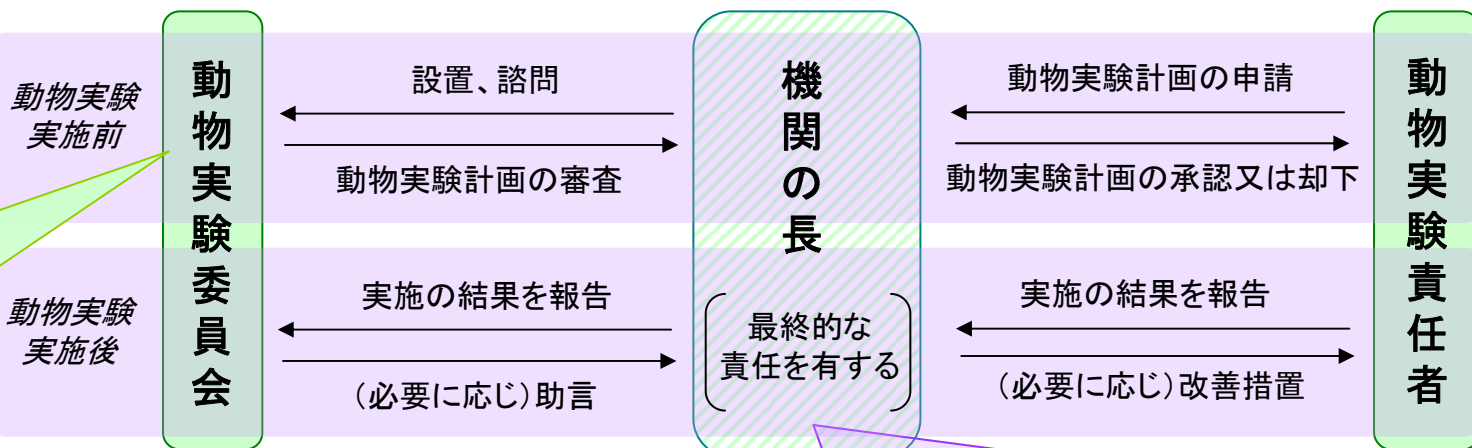 動物実験
実施前
動物実験委員会
設置、諮問
動物実験計画の審査
機関の長
動物実験計画の申請
動物実験計画の承認又は却下
動物実験責任者
動物実験
実施後
実施の結果を報告
(必要に応じ)助言
最終的な
責任を有する
実施の結果を報告
(必要に応じ)改善措置